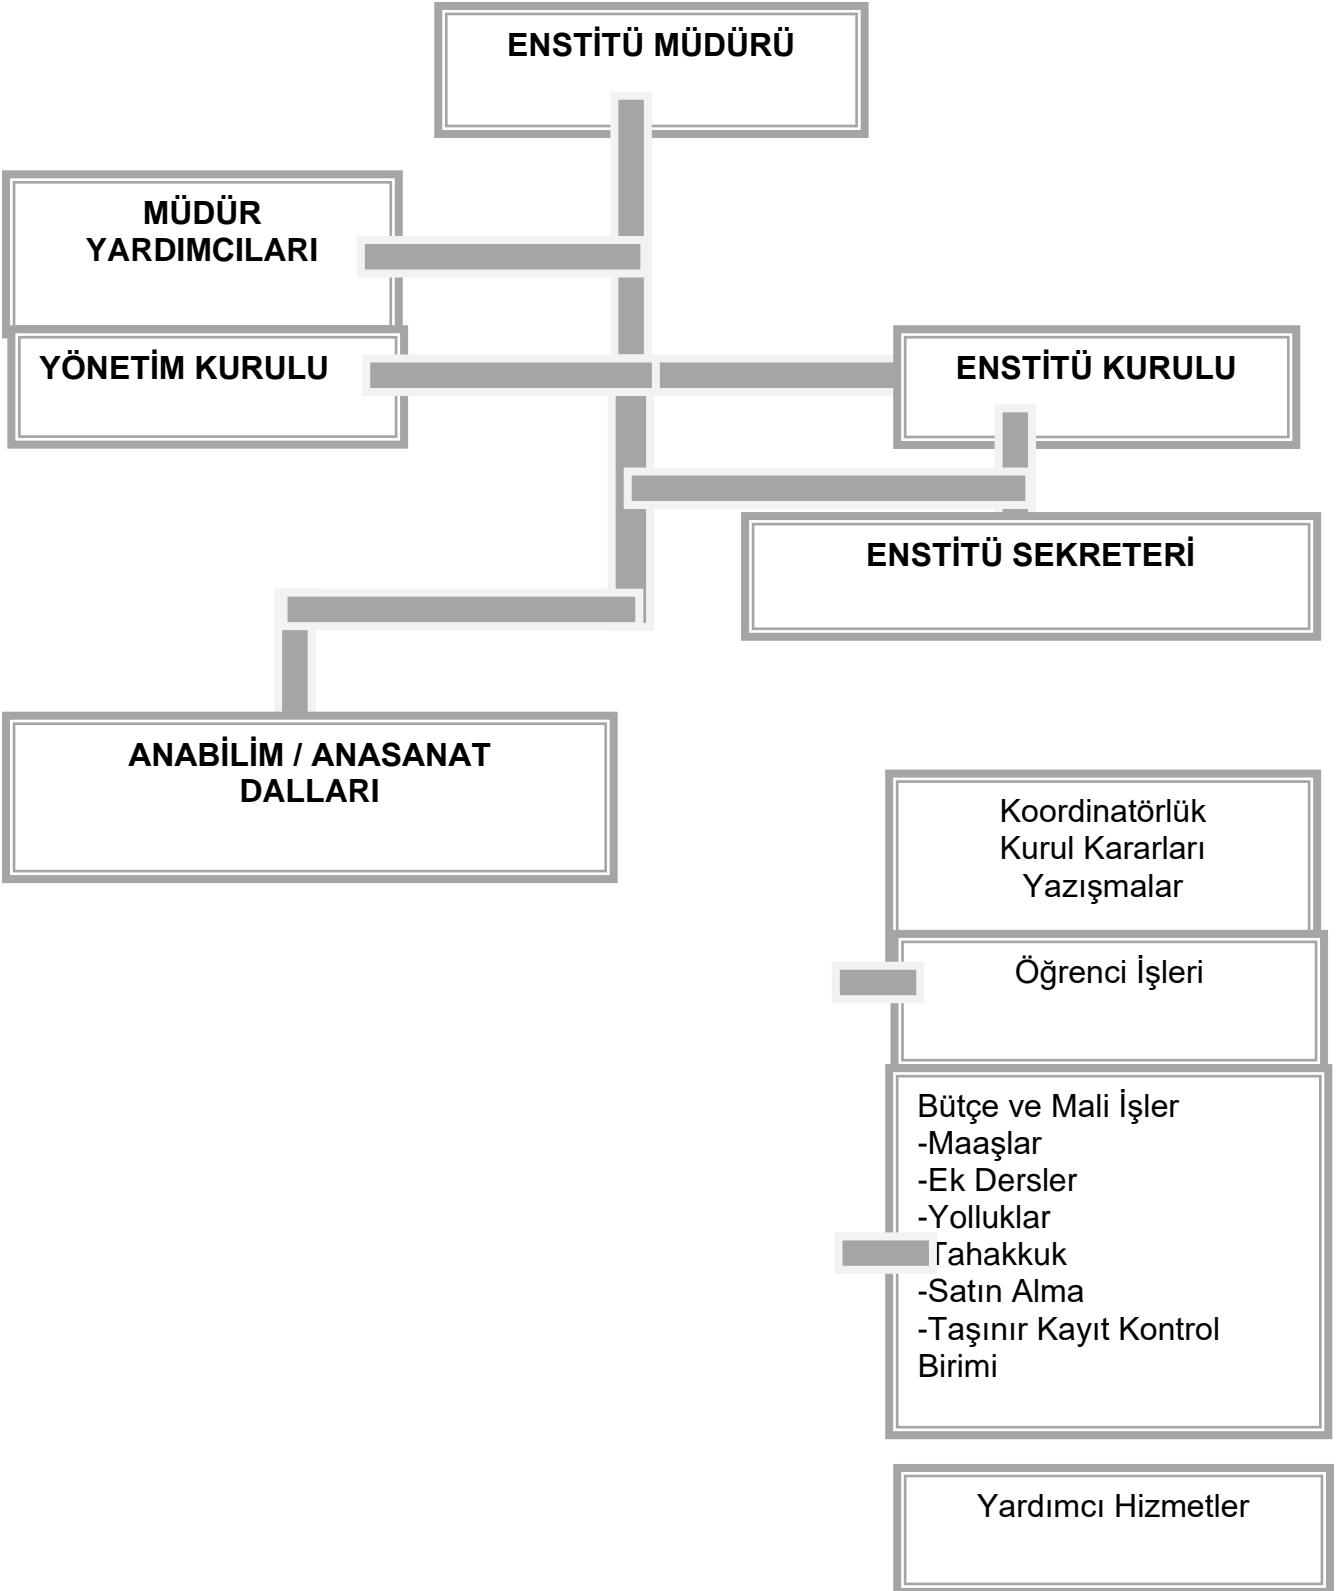 ENSTİTÜ MÜDÜRÜ
MÜDÜR
YARDIMCILARI
YÖNETİM KURULU
ENSTİTÜ KURULU
ENSTİTÜ SEKRETERİ
ANABİLİM / ANASANAT
DALLARI
Koordinatörlük
Kurul Kararları
Yazışmalar
Öğrenci İşleri
Bütçe ve Mali İşler
-Maaşlar
-Ek Dersler
-Yolluklar
Tahakkuk
-Satın Alma
-Taşınır Kayıt Kontrol
Birimi
Yardımcı Hizmetler